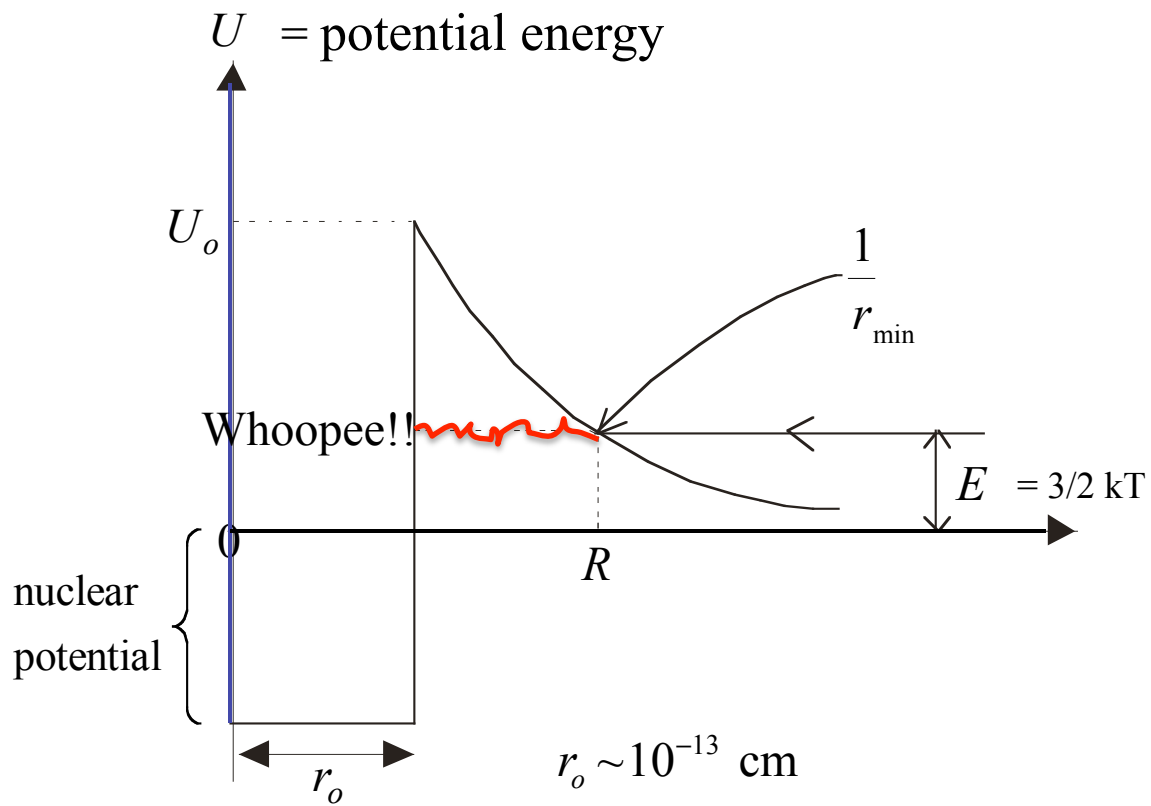 U = potential energy
U_o
1
r_min
Whoopee!!
E = 3/2 kT
0
R
nuclear
potential
r_o
r_o ~10^−13 cm